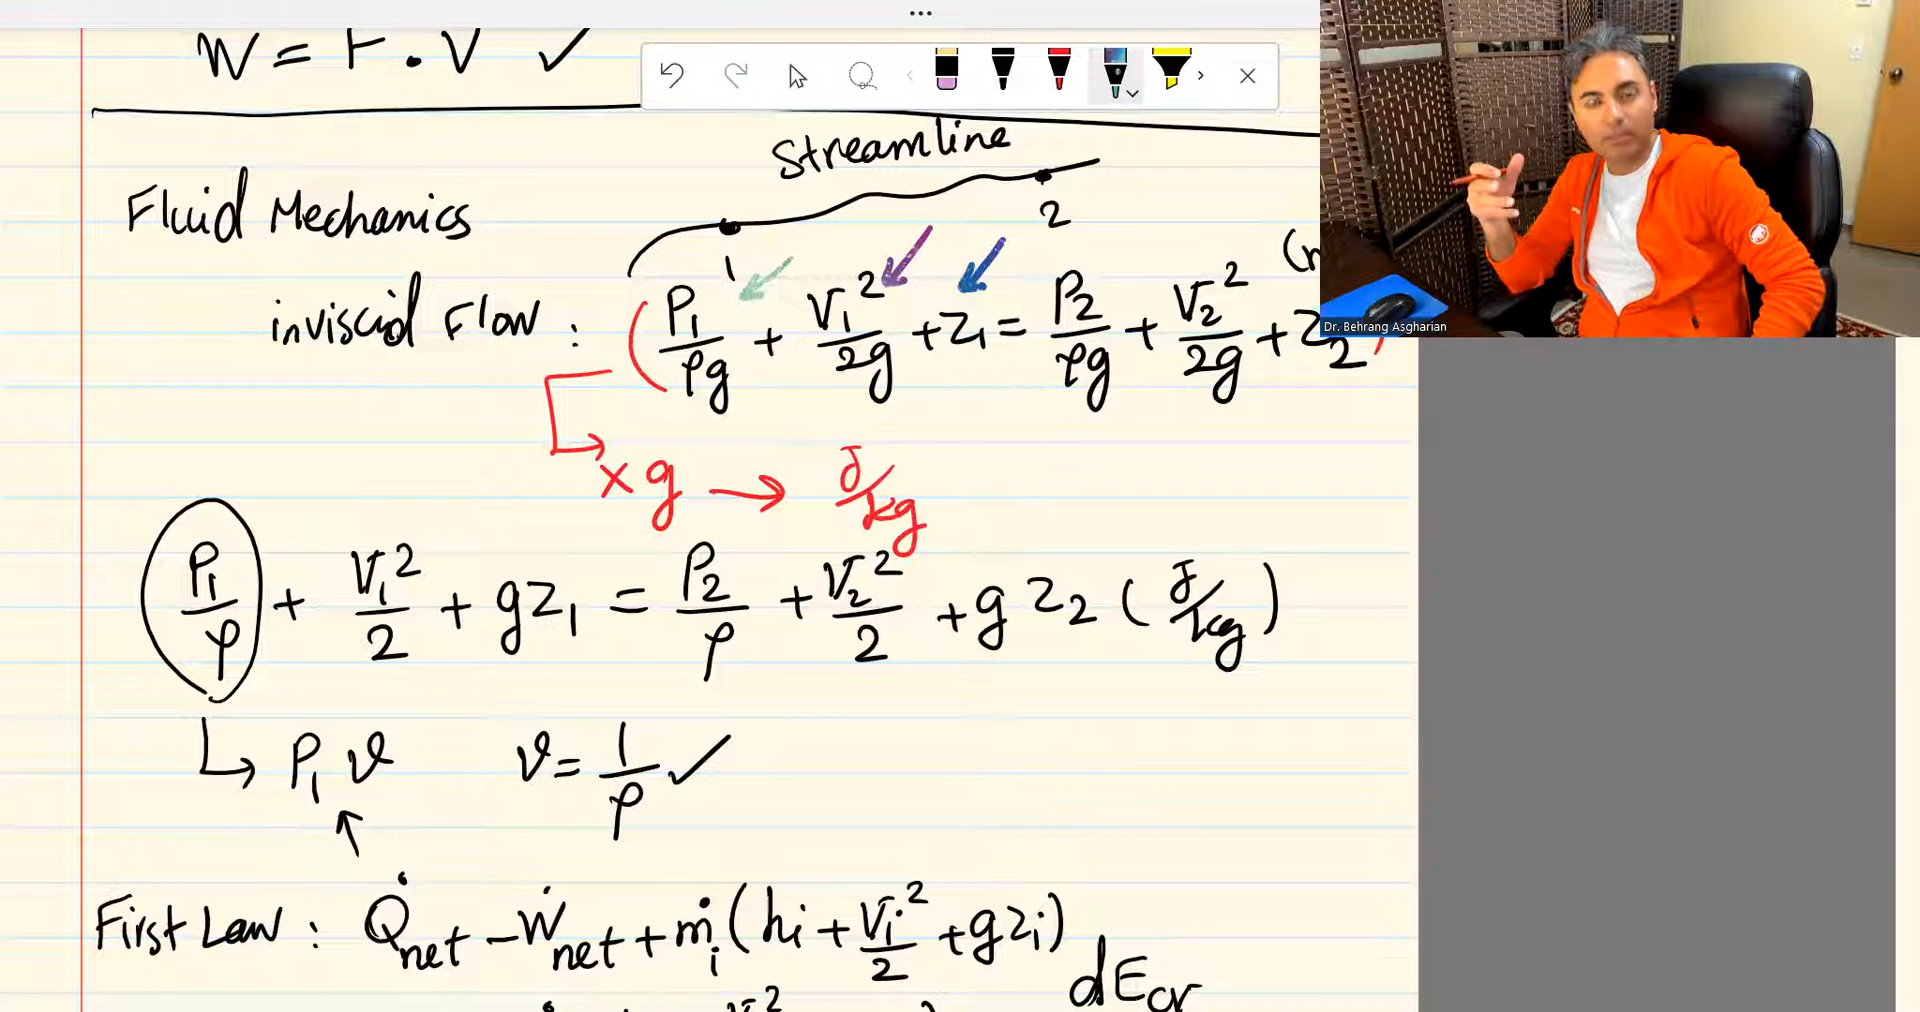 Ẇ = F · V ✓
Streamline
Fluid Mechanics
1
2
inviscid Flow : ( P₁/ρg + V₁²/2g + Z₁ = P₂/ρg + V₂²/2g + Z₂ )
Dr. Behrang Asgharian
× g → J/kg
P₁/ρ + V₁²/2 + gZ₁ = P₂/ρ + V₂²/2 + gZ₂ ( J/kg )
↳ P₁ v v = 1/ρ ✓
↑
First Law : Q̇net − Ẇnet + ṁi ( hi + Vi²/2 + gZi )
dEcv